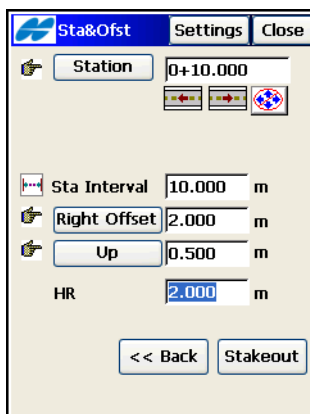 Sta&Ofst Settings Close
Station 0+10.000
Sta Interval 10.000 m
Right Offset 2.000 m
Up 0.500 m
HR 2.000 m
<< Back Stakeout